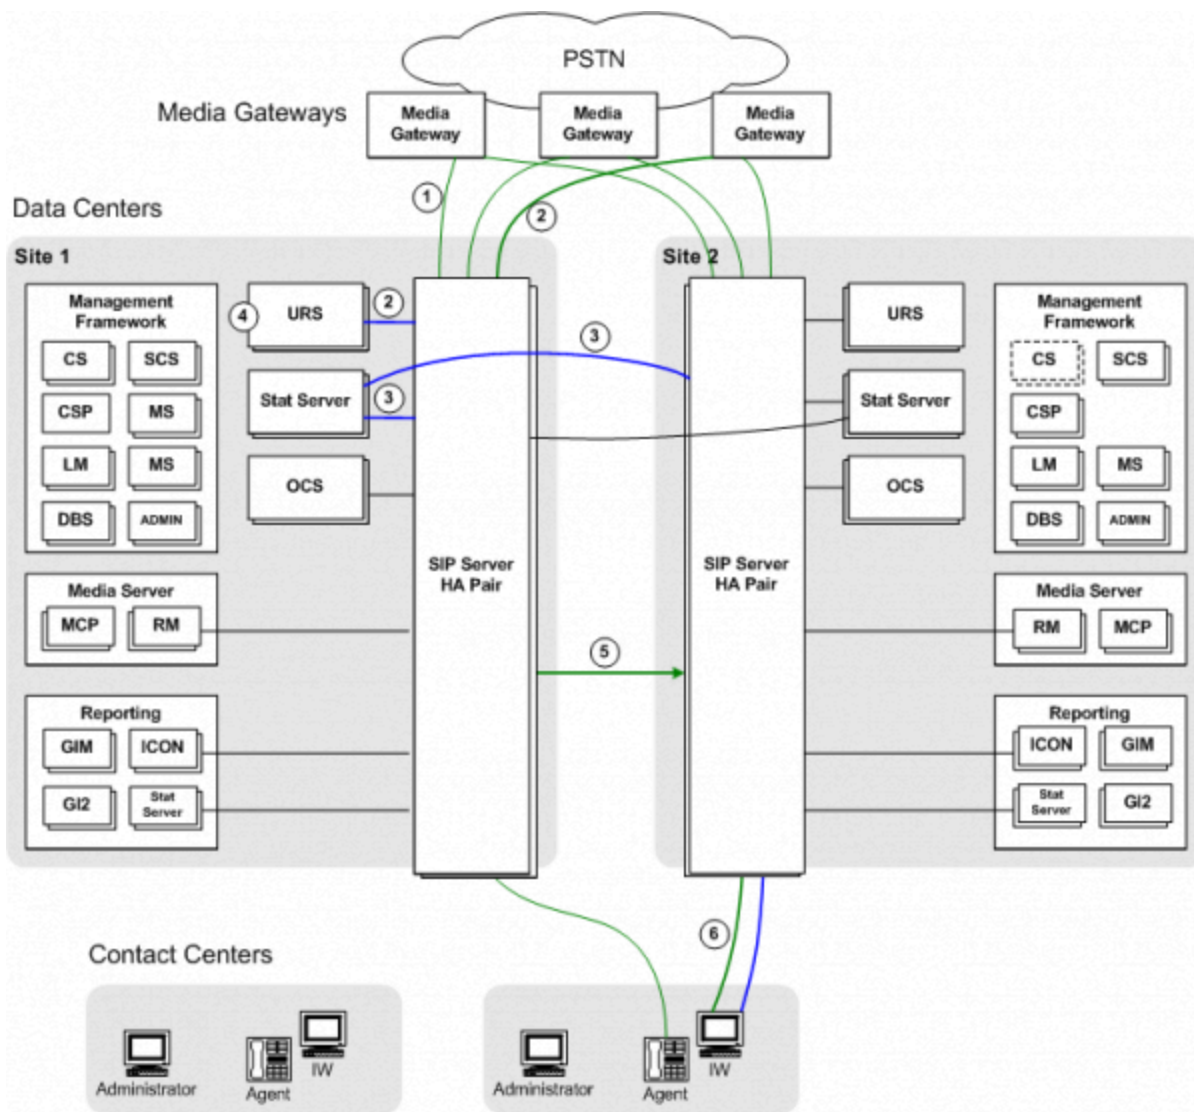 PSTN
Media Gateways
Media
Gateway
Media
Gateway
Media
Gateway
1
2
Data Centers
Site 1
Management
Framework
CS
SCS
CSP
MS
LM
MS
DBS
ADMIN
4
URS
2
Stat Server
3
OCS
SIP Server
HA Pair
Media Server
MCP
RM
Reporting
GIM
ICON
GI2
Stat
Server
3
5
Site 2
SIP Server
HA Pair
URS
Stat Server
OCS
Management
Framework
CS
SCS
CSP
LM
MS
DBS
ADMIN
Media Server
RM
MCP
Reporting
ICON
GIM
Stat
Server
GI2
6
Contact Centers
Administrator
Agent
IW
Administrator
Agent
IW